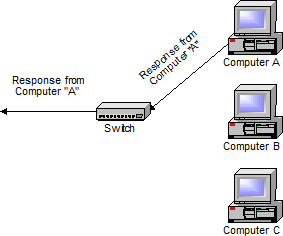 Response from
Computer "A"
Response from
Computer "A"
Computer A
Switch
Computer B
Computer C